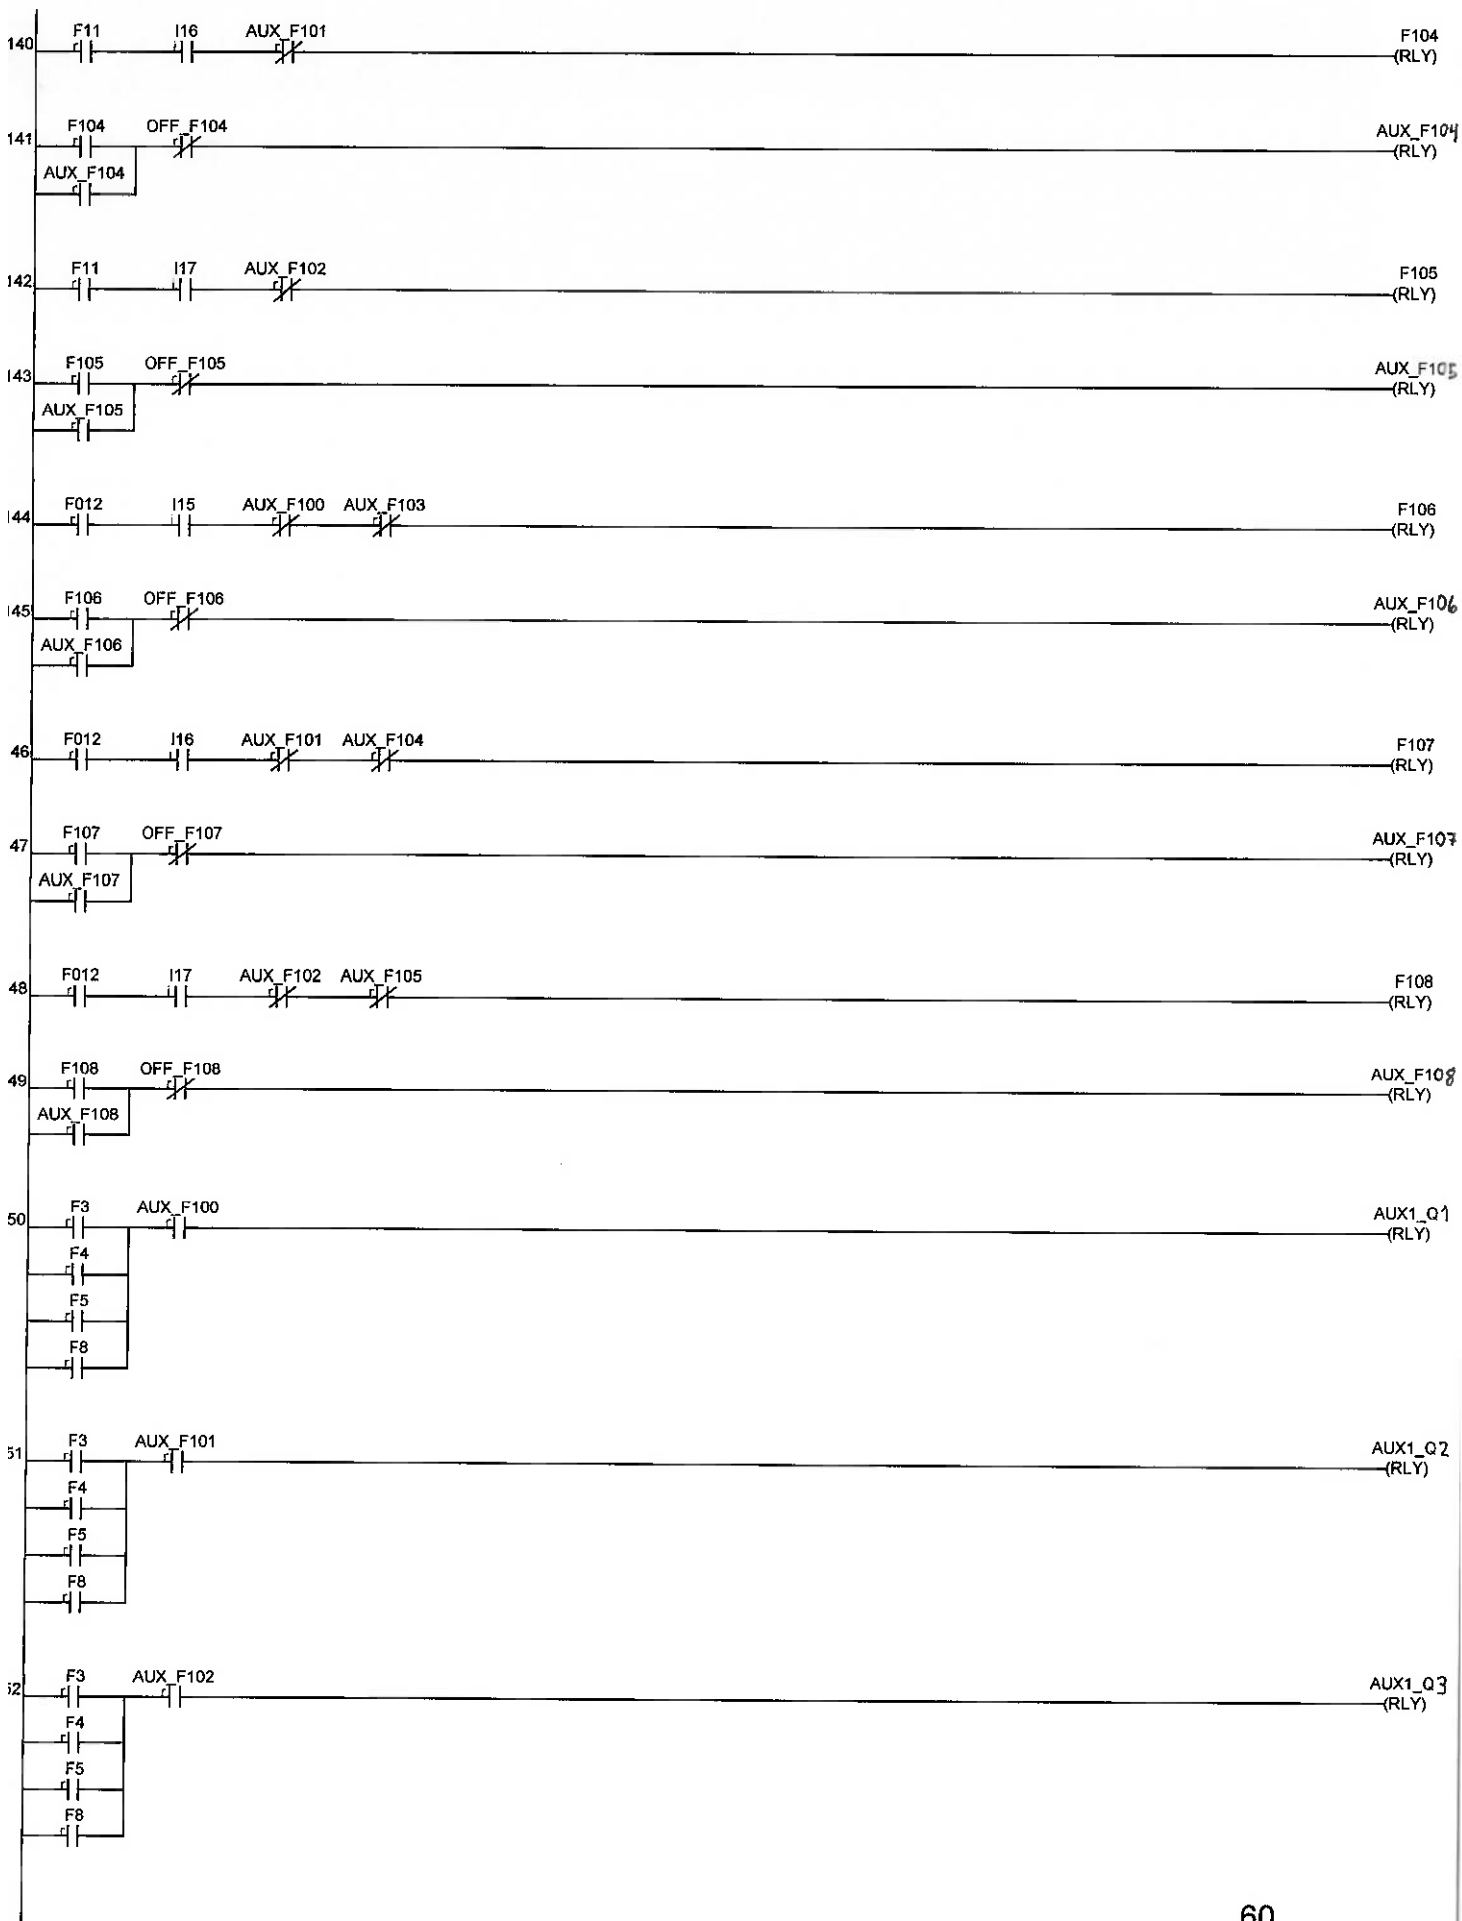 140 F11 I16 AUX_F101 F104
(RLY)
141 F104 OFF_F104 AUX_F104
(RLY)
AUX_F104
142 F11 I17 AUX_F102 F105
(RLY)
143 F105 OFF_F105 AUX_F105
(RLY)
AUX_F105
144 F012 I15 AUX_F100 AUX_F103 F106
(RLY)
145 F106 OFF_F106 AUX_F106
(RLY)
AUX_F106
46 F012 I16 AUX_F101 AUX_F104 F107
(RLY)
47 F107 OFF_F107 AUX_F107
(RLY)
AUX_F107
48 F012 I17 AUX_F102 AUX_F105 F108
(RLY)
49 F108 OFF_F108 AUX_F108
(RLY)
AUX_F108
50 F3 AUX_F100 AUX1_Q1
(RLY)
F4
F5
F8
51 F3 AUX_F101 AUX1_Q2
(RLY)
F4
F5
F8
52 F3 AUX_F102 AUX1_Q3
(RLY)
F4
F5
F8
60